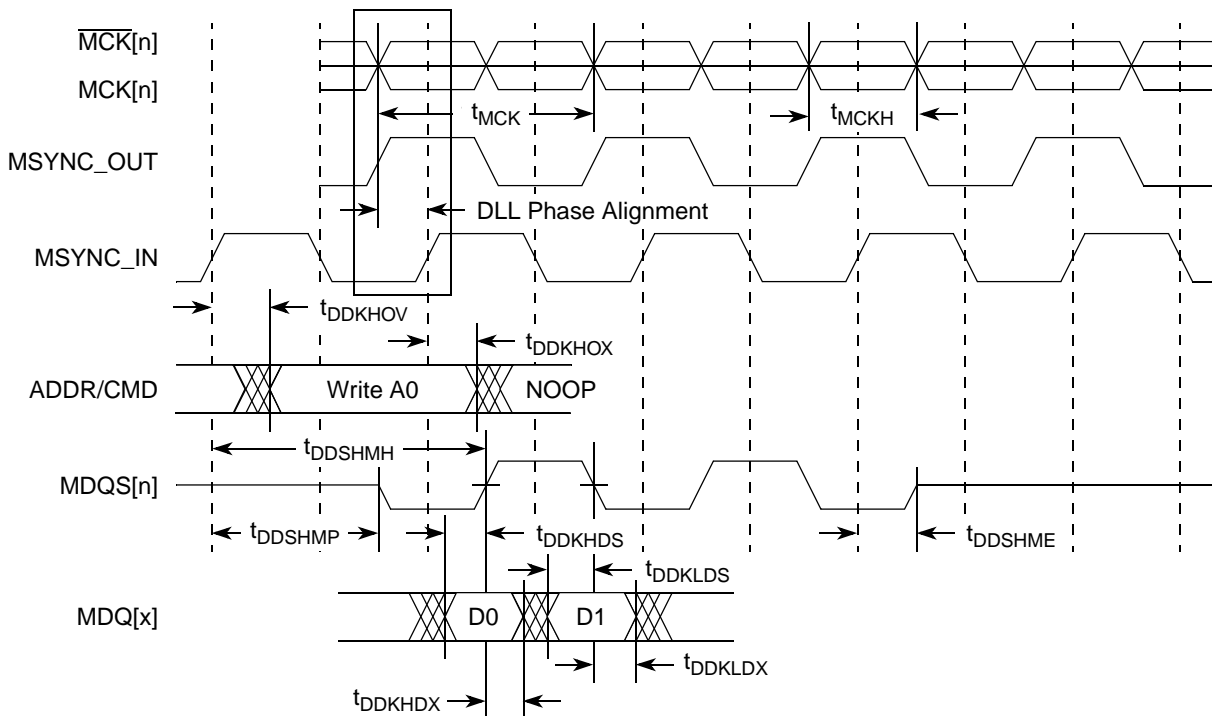 MCK[n]
MCK[n]
tMCK
tMCKH
MSYNC_OUT
DLL Phase Alignment
MSYNC_IN
tDDKHOV
tDDKHOX
ADDR/CMD
Write A0
NOOP
tDDSHMH
MDQS[n]
tDDSHMP
tDDKHDS
tDDSHME
tDDKLDS
MDQ[x]
D0
D1
tDDKLDX
tDDKHDX